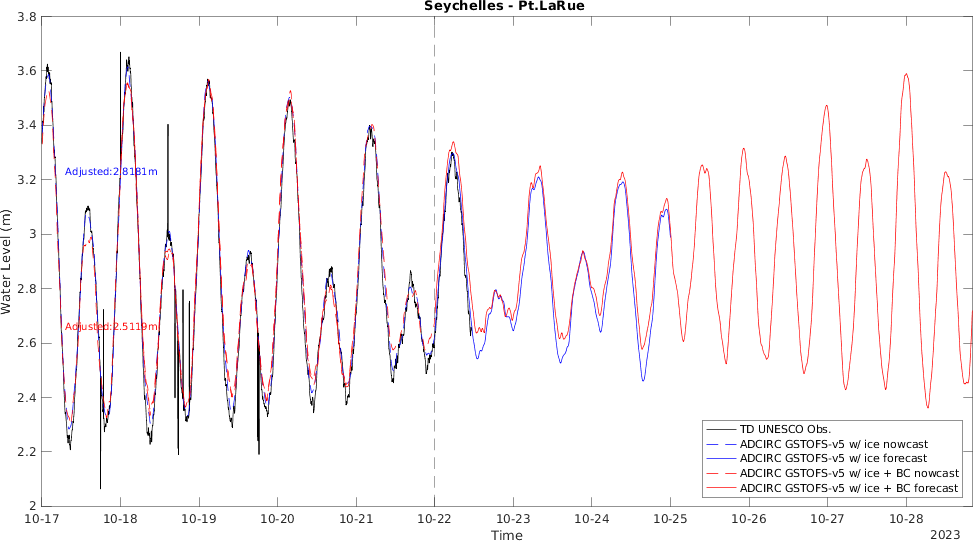 Seychelles - Pt.LaRue
3.8
3.6
3.4
3.2
3
2.8
2.6
2.4
2.2
2
Water Level (m)
Adjusted:2.8181m
Adjusted:2.5119m
TD UNESCO Obs.
ADCIRC GSTOFS-v5 w/ ice nowcast
ADCIRC GSTOFS-v5 w/ ice forecast
ADCIRC GSTOFS-v5 w/ ice + BC nowcast
ADCIRC GSTOFS-v5 w/ ice + BC forecast
10-17 10-18 10-19 10-20 10-21 10-22 10-23 10-24 10-25 10-26 10-27 10-28
Time
2023